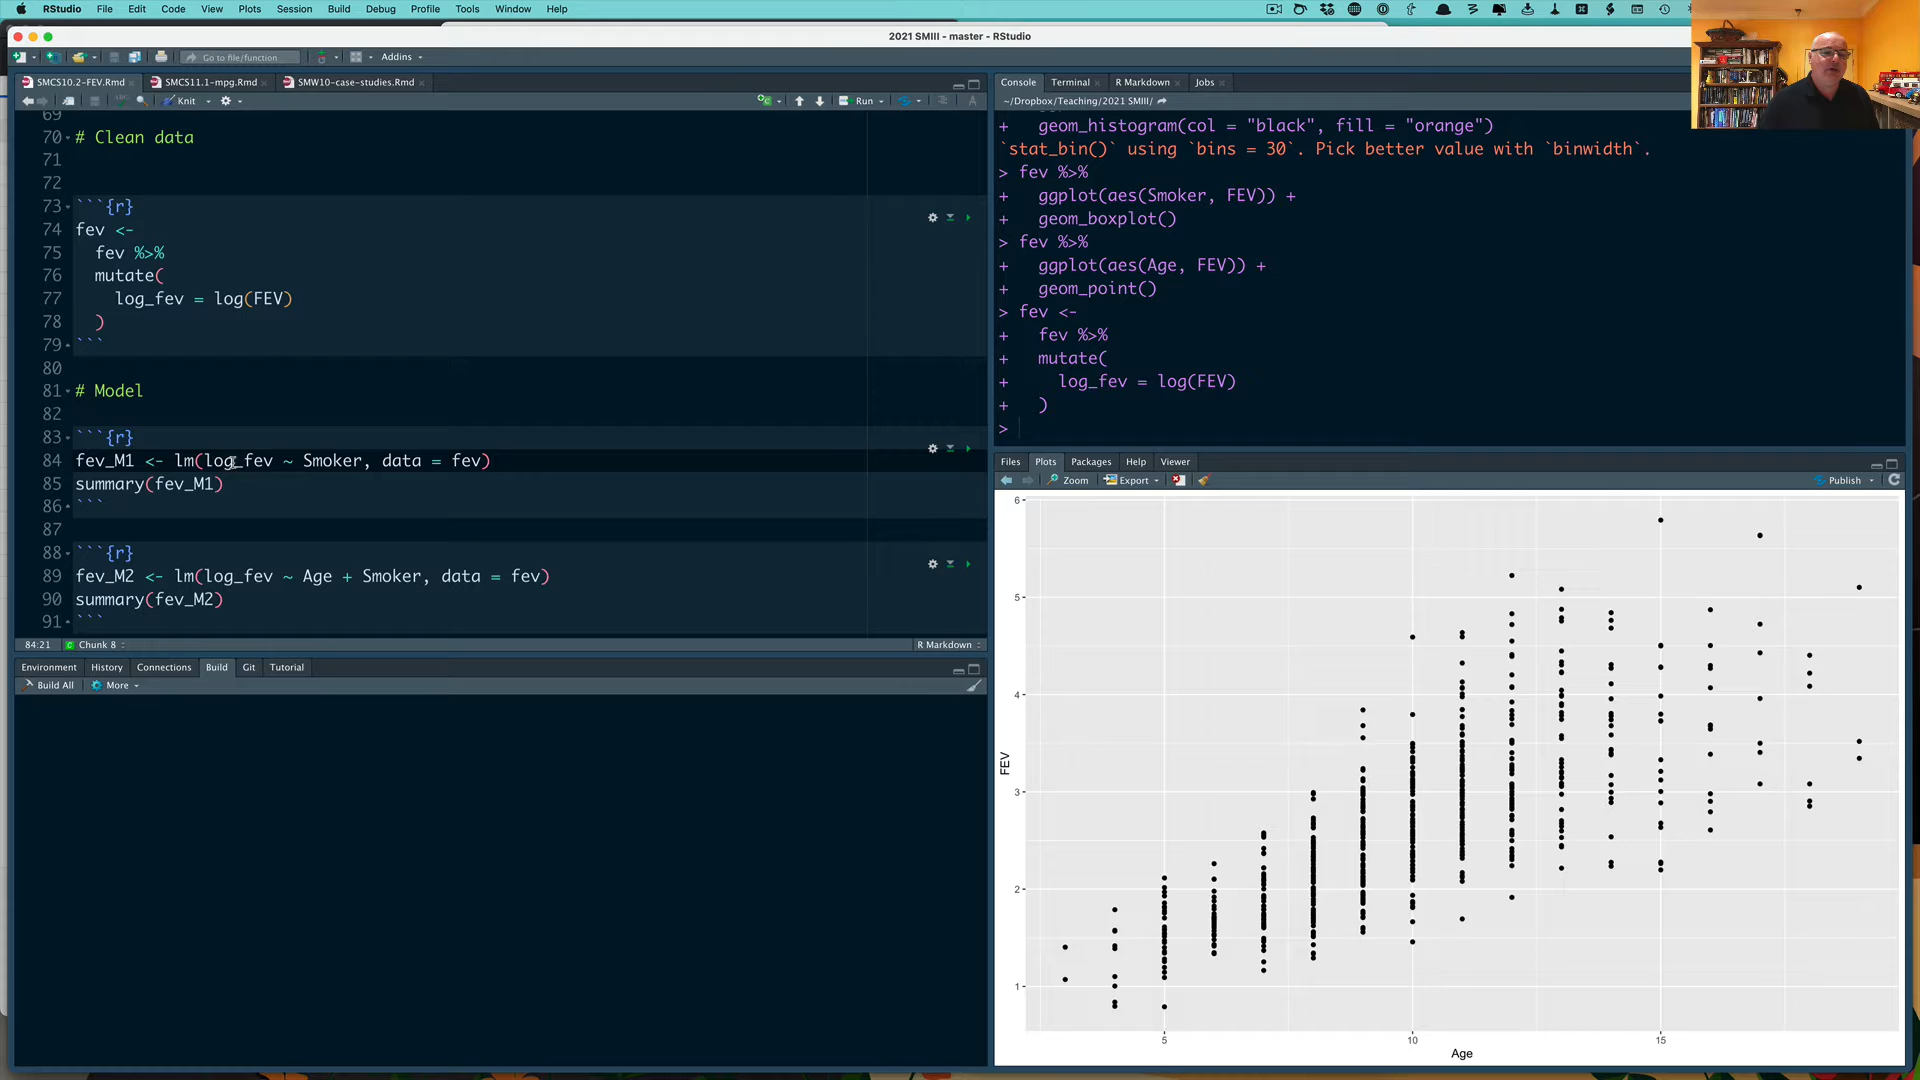 RStudio File Edit Code View Plots Session Build Debug Profile Tools Window Help
2021 SMIII - master - RStudio
Go to file/function Addins
SMCS10.2-FEV.Rmd SMCS11.1-mpg.Rmd SMW10-case-studies.Rmd
Knit Run
69
70 # Clean data
71
72
73 ```{r}
74 fev <-
75 fev %>%
76 mutate(
77 log_fev = log(FEV)
78 )
79 ```
80
81 # Model
82
83 ```{r}
84 fev_M1 <- lm(log_fev ~ Smoker, data = fev)
85 summary(fev_M1)
86 ```
87
88 ```{r}
89 fev_M2 <- lm(log_fev ~ Age + Smoker, data = fev)
90 summary(fev_M2)
91 ```
84:21 Chunk 8 R Markdown
Environment History Connections Build Git Tutorial
Build All More
Console Terminal R Markdown Jobs
~/Dropbox/Teaching/2021 SMIII/
+ geom_histogram(col = "black", fill = "orange")
`stat_bin()` using `bins = 30`. Pick better value with `binwidth`.
> fev %>%
+ ggplot(aes(Smoker, FEV)) +
+ geom_boxplot()
> fev %>%
+ ggplot(aes(Age, FEV)) +
+ geom_point()
> fev <-
+ fev %>%
+ mutate(
+ log_fev = log(FEV)
+ )
>
Files Plots Packages Help Viewer
Zoom Export Publish
6
5
4
FEV
3
2
1
5 10 15
Age